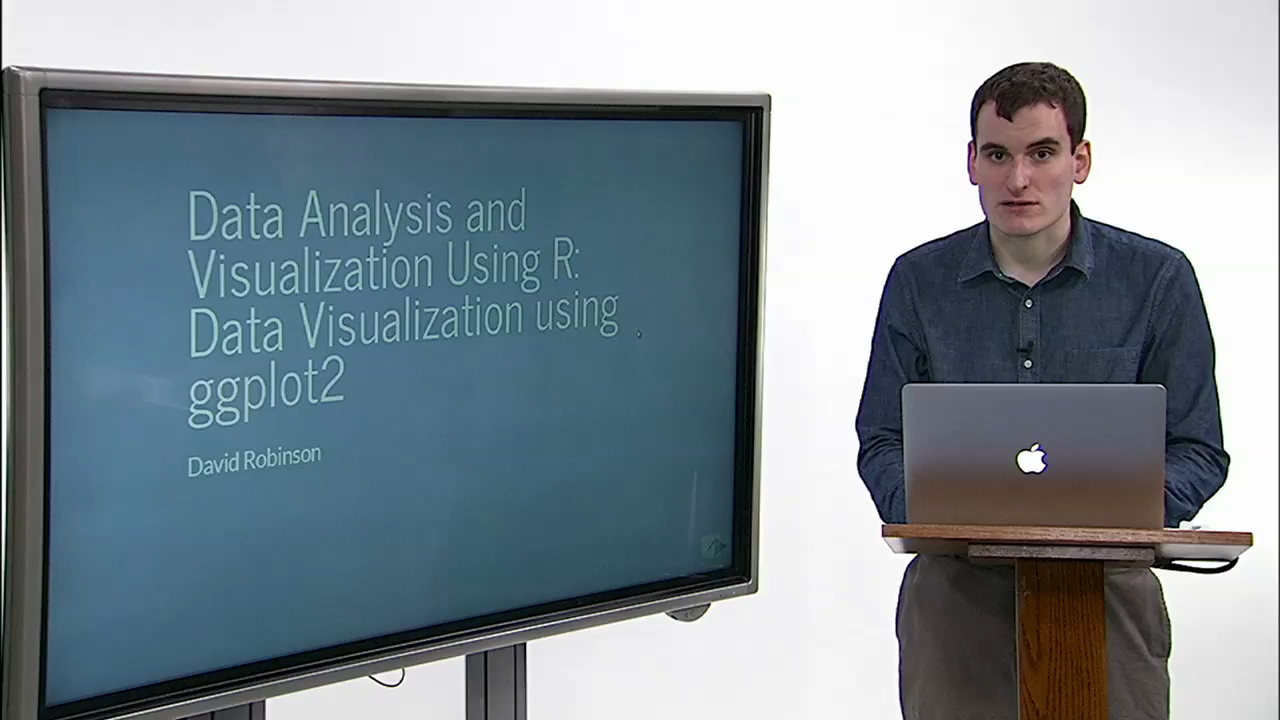 Data Analysis and
Visualization Using R:
Data Visualization using
ggplot2
David Robinson